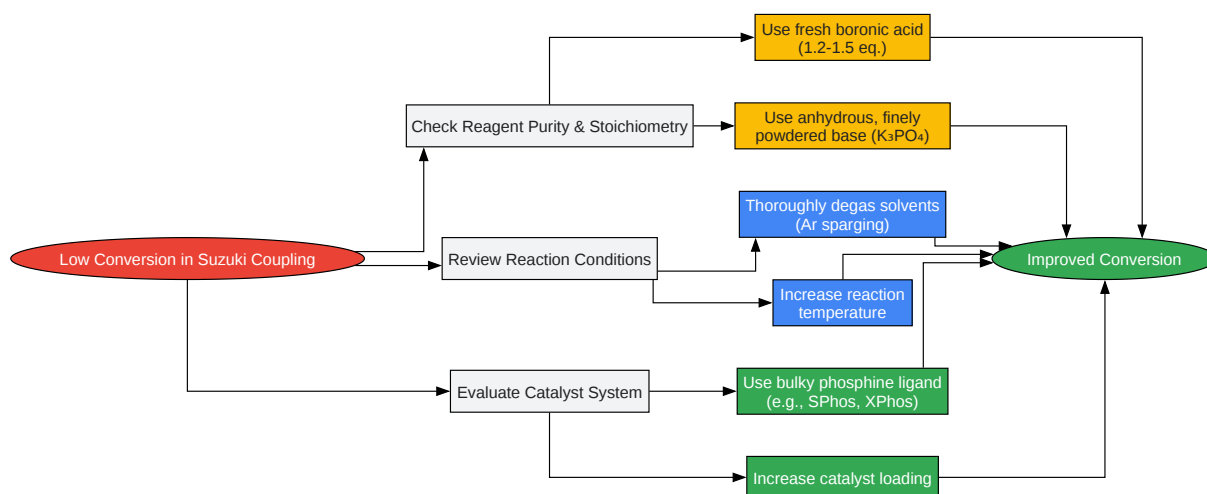 Use fresh boronic acid
(1.2-1.5 eq.)
Check Reagent Purity & Stoichiometry
Use anhydrous, finely
powdered base (K₃PO₄)
Thoroughly degas solvents
(Ar sparging)
Low Conversion in Suzuki Coupling
Review Reaction Conditions
Improved Conversion
Increase reaction
temperature
Evaluate Catalyst System
Use bulky phosphine ligand
(e.g., SPhos, XPhos)
Increase catalyst loading